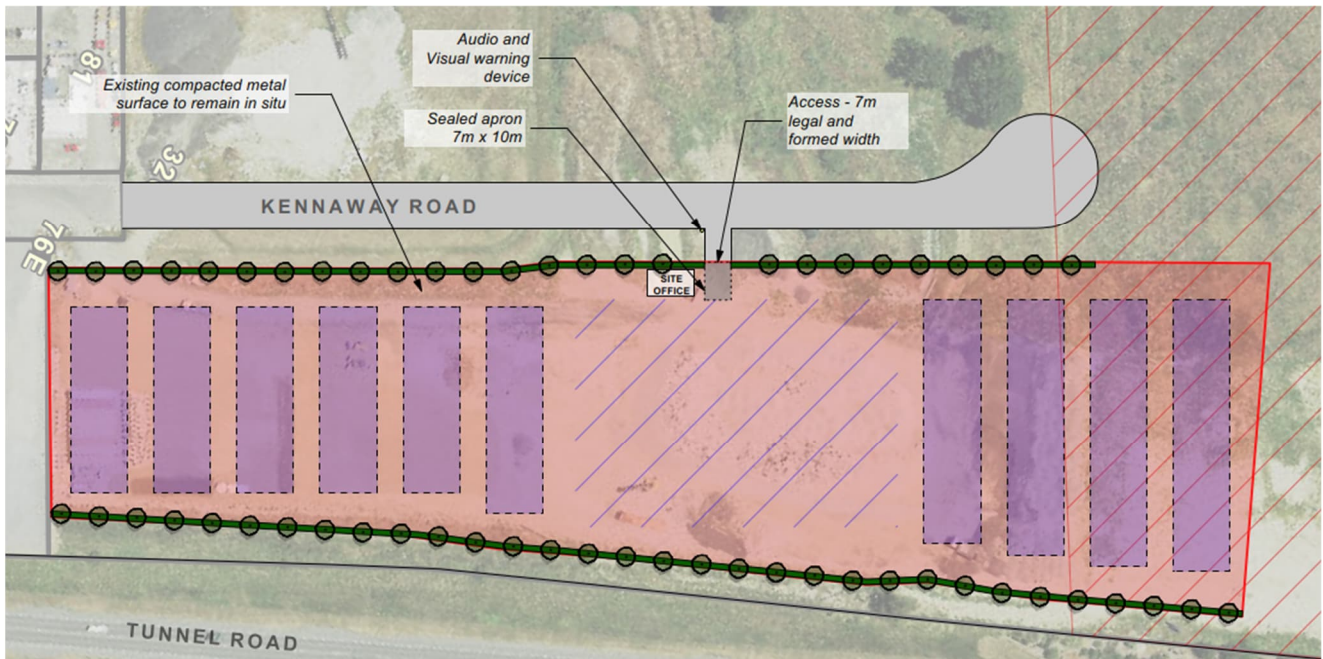 Audio and
Visual warning
device
Existing compacted metal
surface to remain in situ
Sealed apron
7m x 10m
Access - 7m
legal and
formed width
81
32
76E
KENNAWAY ROAD
SITE
OFFICE
TUNNEL ROAD